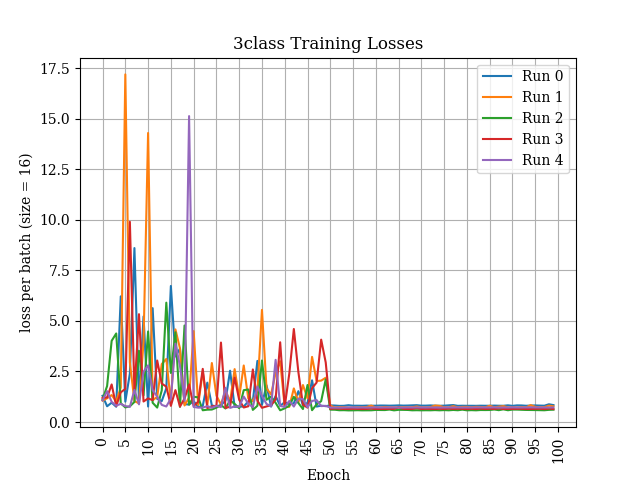 3class Training Losses
17.5
15.0
12.5
10.0
7.5
5.0
2.5
0.0
loss per batch (size = 16)
Run 0
Run 1
Run 2
Run 3
Run 4
0 5 10 15 20 25 30 35 40 45 50 55 60 65 70 75 80 85 90 95 100
Epoch